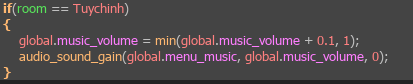 if(room == Tuychinh)
{
global.music_volume = min(global.music_volume + 0.1, 1);
audio_sound_gain(global.menu_music, global.music_volume, 0);
}